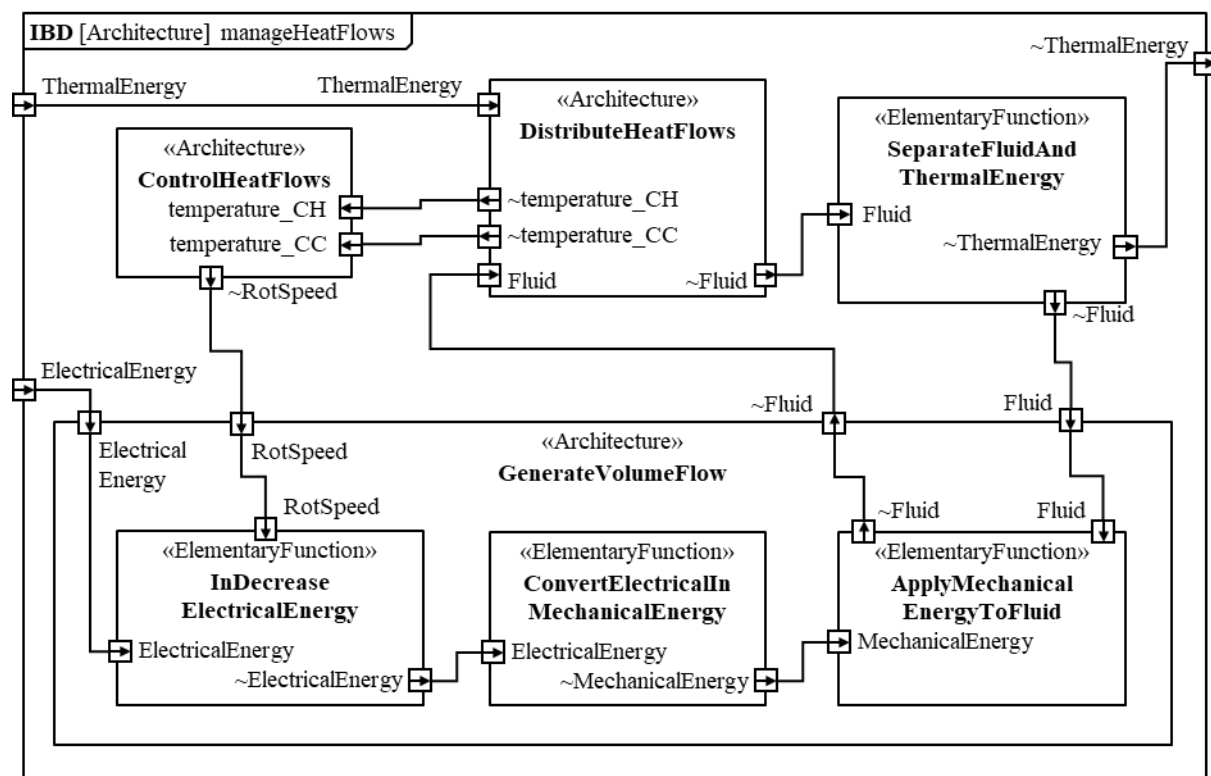 IBD [Architecture] manageHeatFlows
~ThermalEnergy
ThermalEnergy
ThermalEnergy
«Architecture»
DistributeHeatFlows
~temperature_CH
~temperature_CC
Fluid
~Fluid
«Architecture»
ControlHeatFlows
temperature_CH
temperature_CC
~RotSpeed
«ElementaryFunction»
SeparateFluidAnd
ThermalEnergy
Fluid
~ThermalEnergy
~Fluid
ElectricalEnergy
Electrical
Energy
RotSpeed
«Architecture»
GenerateVolumeFlow
~Fluid
Fluid
RotSpeed
«ElementaryFunction»
InDecrease
ElectricalEnergy
ElectricalEnergy
~ElectricalEnergy
«ElementaryFunction»
ConvertElectricalIn
MechanicalEnergy
ElectricalEnergy
~MechanicalEnergy
~Fluid
Fluid
«ElementaryFunction»
ApplyMechanical
EnergyToFluid
MechanicalEnergy